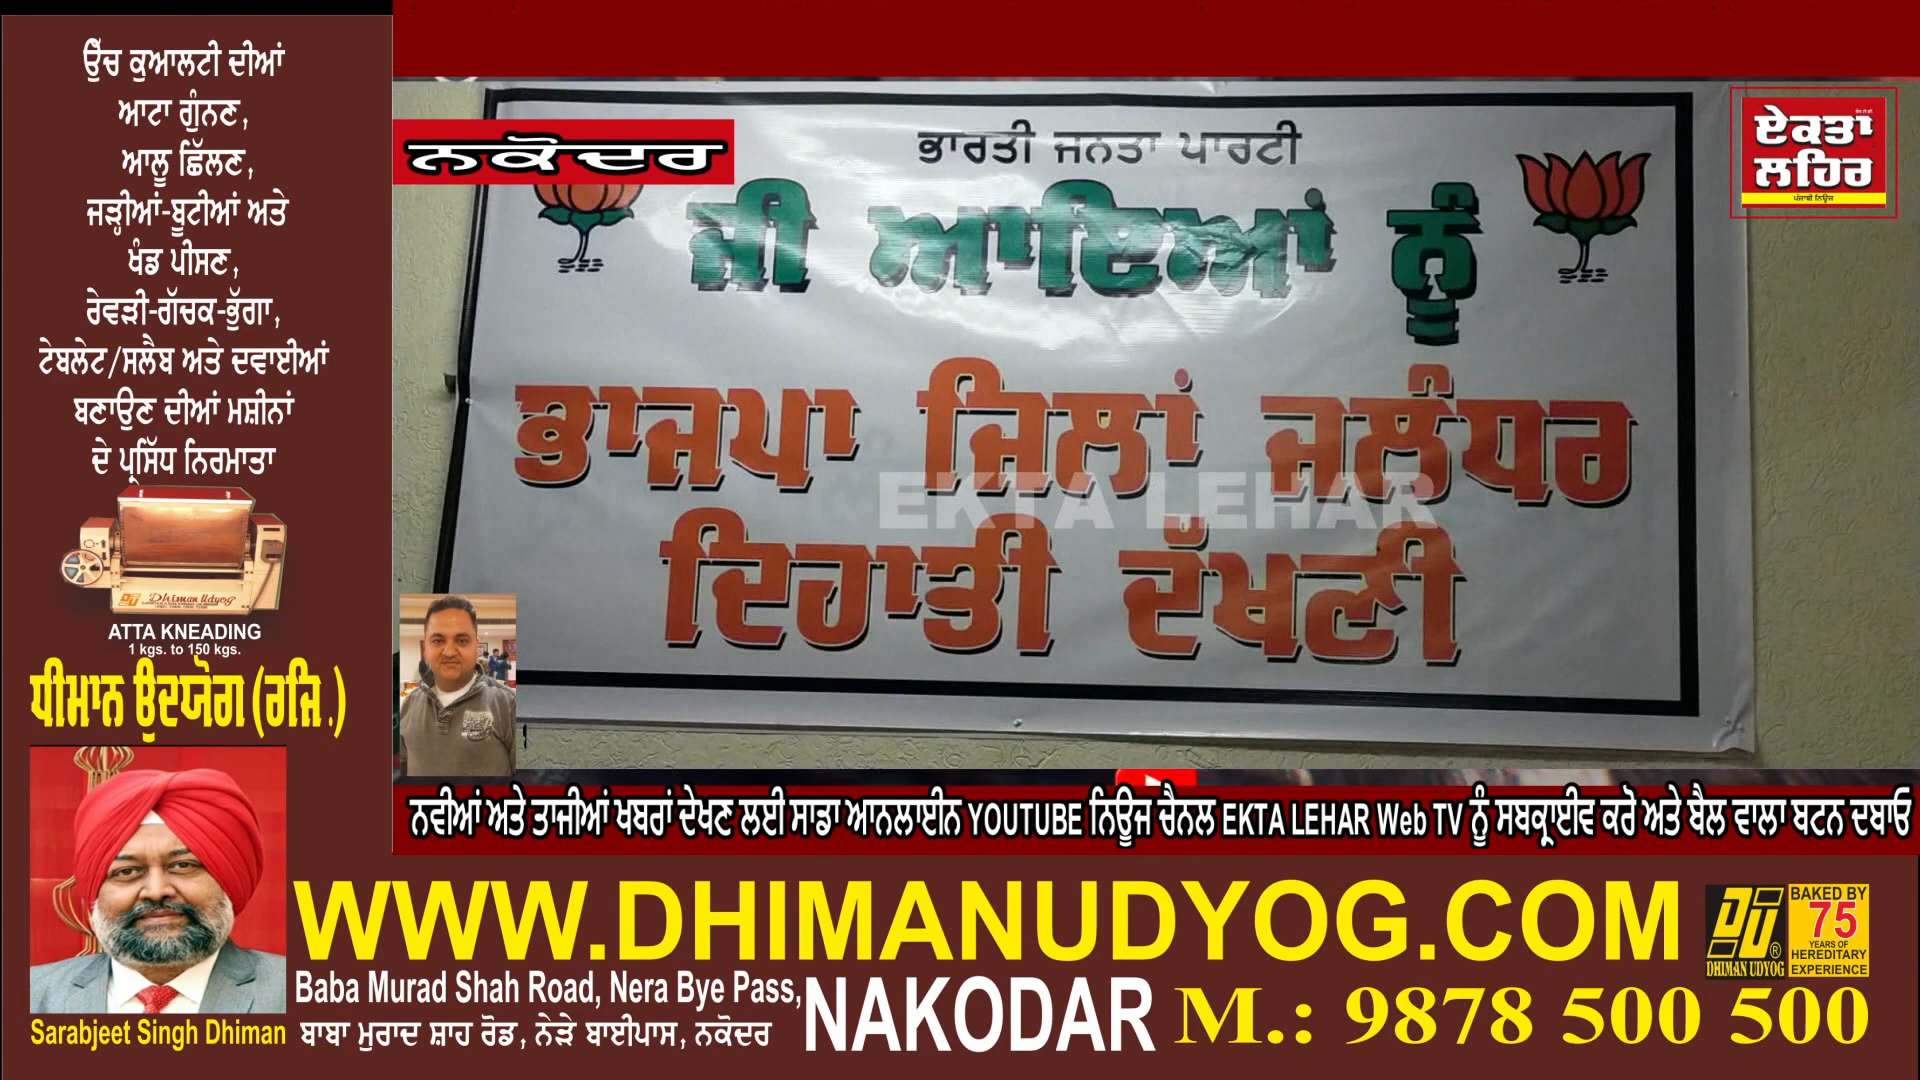 ਉੱਚ ਕੁਆਲਟੀ ਦੀਆਂ
ਆਟਾ ਗੁੰਨਣ,
ਆਲੂ ਛਿੱਲਣ,
ਜੜ੍ਹੀਆਂ-ਬੂਟੀਆਂ ਅਤੇ
ਖੰਡ ਪੀਸਣ,
ਰੇਵੜੀ-ਗੱਚਕ-ਭੁੱਗਾ,
ਟੇਬਲੇਟ/ਸਲੈਬ ਅਤੇ ਦਵਾਈਆਂ
ਬਣਾਉਣ ਦੀਆਂ ਮਸ਼ੀਨਾਂ
ਦੇ ਪ੍ਰਸਿੱਧ ਨਿਰਮਾਤਾ
Dhiman Udyog
ATTA KNEADING
1 kgs. to 150 kgs.
ਧੀਮਾਨ ਉਦਯੋਗ (ਰਜਿ.)
Sarabjeet Singh Dhiman
ਨਕੋਦਰ
ਭਾਰਤੀ ਜਨਤਾ ਪਾਰਟੀ
ਜੀ ਆਇਆਂ ਨੂੰ
ਭਾਜਪਾ ਜਿਲਾਂ ਜਲੰਧਰ
ਦਿਹਾਤੀ ਦੱਖਣੀ
EKTA LEHAR
ਏਕਤਾ
ਲਹਿਰ
ਪੰਜਾਬੀ ਨਿਊਜ਼
ਨਵੀਆਂ ਅਤੇ ਤਾਜੀਆਂ ਖਬਰਾਂ ਦੇਖਣ ਲਈ ਸਾਡਾ ਆਨਲਾਈਨ YOUTUBE ਨਿਊਜ ਚੈਨਲ EKTA LEHAR Web TV ਨੂੰ ਸਬਕ੍ਰਾਈਵ ਕਰੋ ਅਤੇ ਬੈਲ ਵਾਲਾ ਬਟਨ ਦਬਾਓ
WWW.DHIMANUDYOG.COM
DU®
DHIMAN UDYOG
BAKED BY
75
YEARS OF
HEREDITARY
EXPERIENCE
Baba Murad Shah Road, Nera Bye Pass,
ਬਾਬਾ ਮੁਰਾਦ ਸ਼ਾਹ ਰੋਡ, ਨੇੜੇ ਬਾਈਪਾਸ, ਨਕੋਦਰ
NAKODAR
M.: 9878 500 500